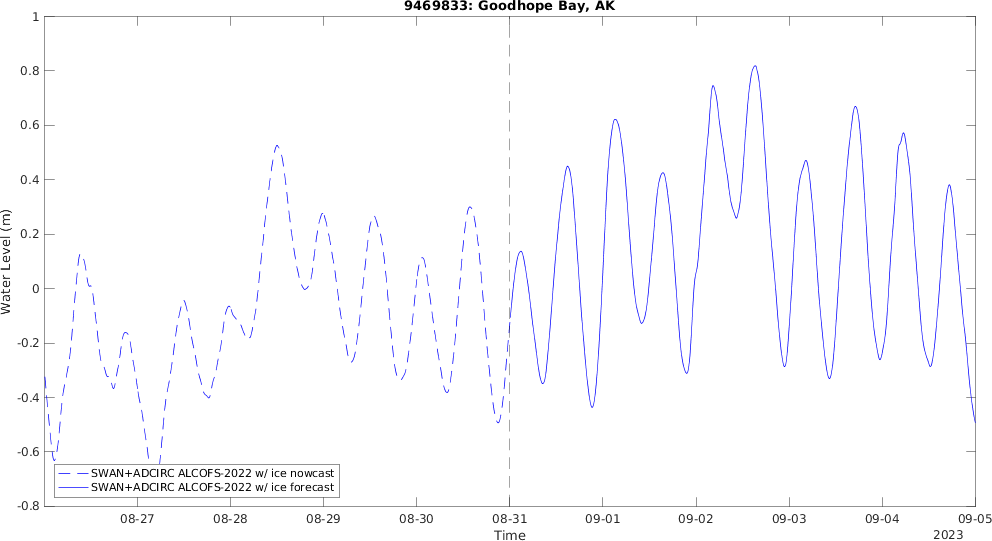 9469833: Goodhope Bay, AK
1
0.8
0.6
0.4
0.2
0
-0.2
-0.4
-0.6
-0.8
Water Level (m)
SWAN+ADCIRC ALCOFS-2022 w/ ice nowcast
SWAN+ADCIRC ALCOFS-2022 w/ ice forecast
08-27 08-28 08-29 08-30 08-31 09-01 09-02 09-03 09-04 09-05
Time
2023